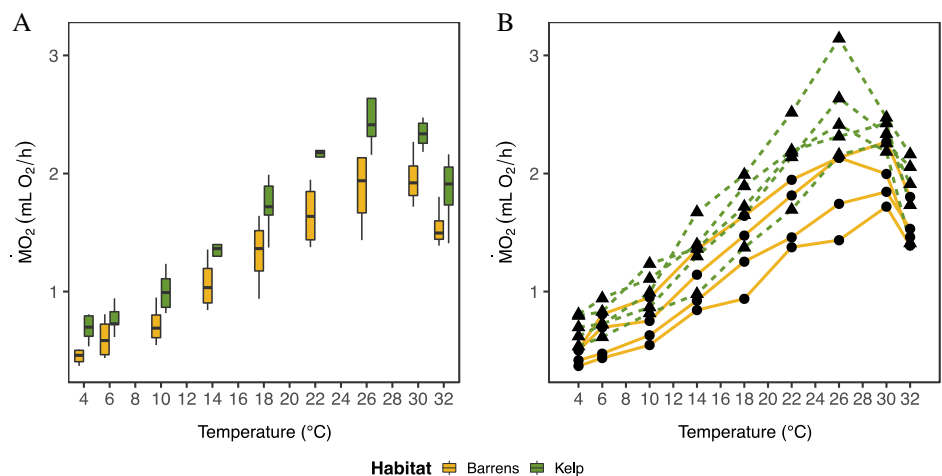 A
B
3
2
1
ṀO₂ (mL O₂/h)
4 6 8 10 12 14 16 18 20 22 24 26 28 30 32
Temperature (°C)
3
2
1
ṀO₂ (mL O₂/h)
4 6 8 10 12 14 16 18 20 22 24 26 28 30 32
Temperature (°C)
Habitat Barrens Kelp